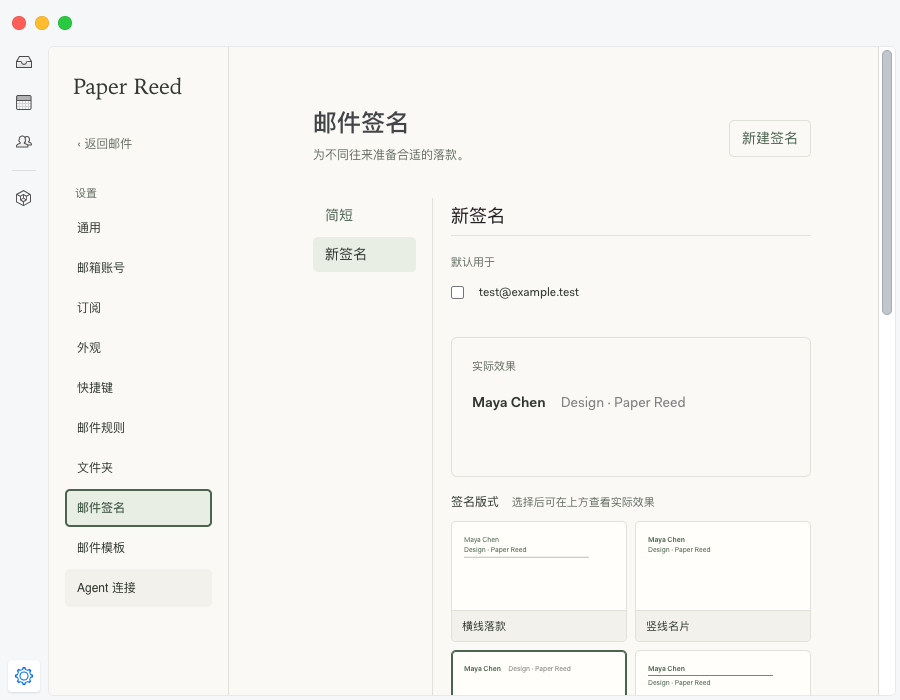 Paper Reed
‹ 返回邮件
设置
通用
邮箱账号
订阅
外观
快捷键
邮件规则
文件夹
邮件签名
邮件模板
Agent 连接
邮件签名
为不同往来准备合适的落款。
新建签名
简短
新签名
新签名
默认用于
test@example.test
实际效果
Maya Chen Design · Paper Reed
签名版式 选择后可在上方查看实际效果
Maya Chen
Design · Paper Reed
横线落款
Maya Chen
Design · Paper Reed
竖线名片
Maya Chen Design · Paper Reed
Maya Chen
Design · Paper Reed